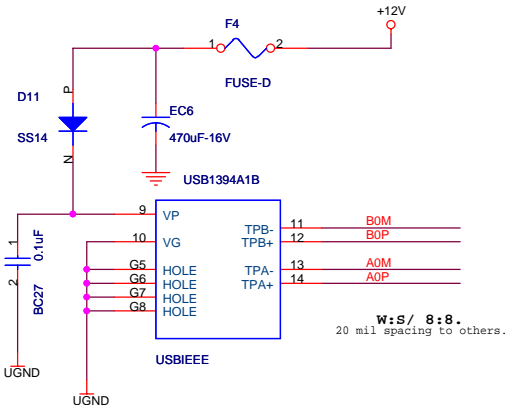 +12V
F4
1
2
FUSE-D
D11
P
SS14
N
EC6
470uF-16V
USB1394A1B
9
VP
10
VG
G5
HOLE
G6
HOLE
G7
HOLE
G8
HOLE
TPB-
11
B0M
TPB+
12
B0P
TPA-
13
A0M
TPA+
14
A0P
USBIEEE
1
0.1uF
2
BC27
UGND
UGND
W:S/ 8:8.
20 mil spacing to others.